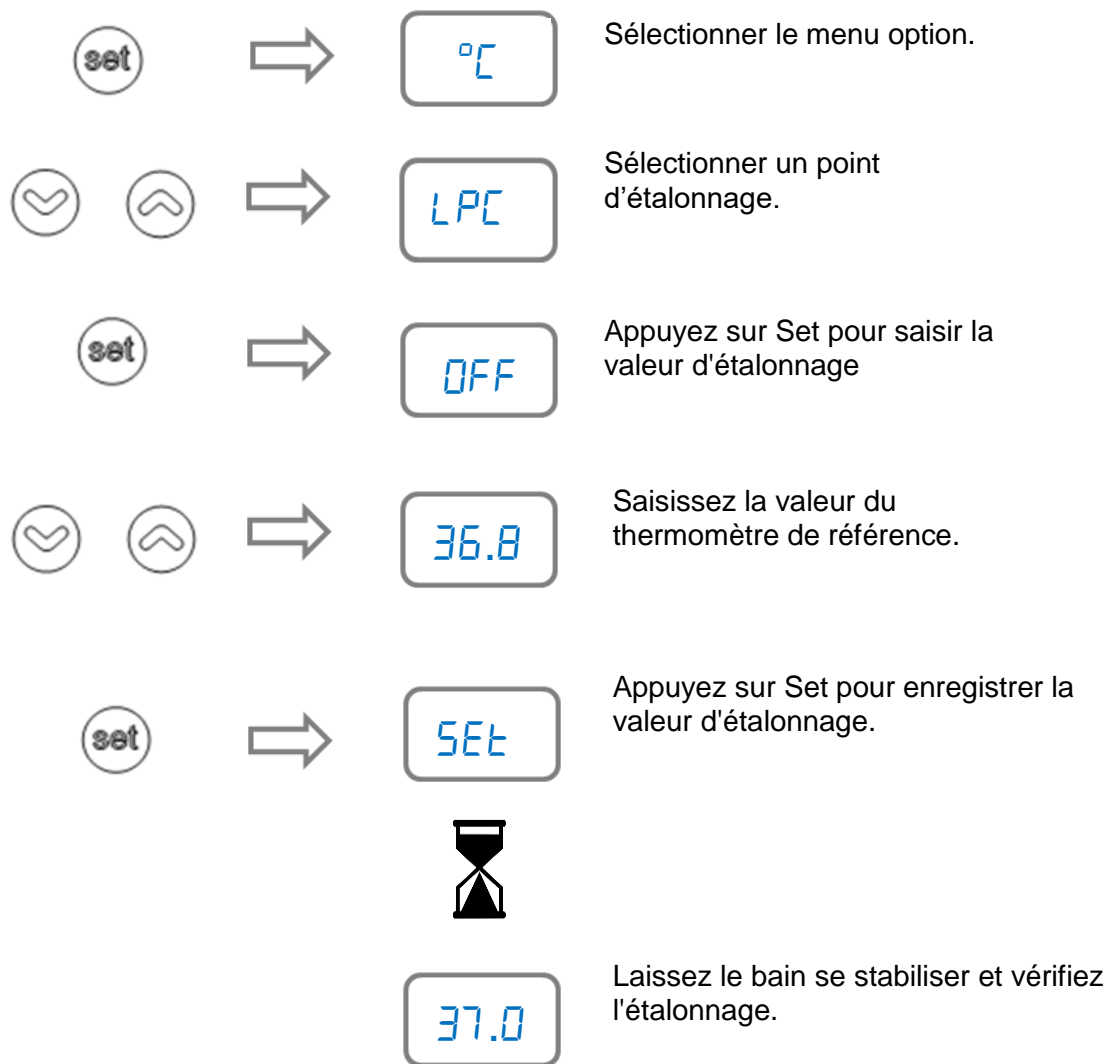 set
°C
Sélectionner le menu option.
LPC
Sélectionner un point
d’étalonnage.
set
OFF
Appuyez sur Set pour saisir la
valeur d'étalonnage
36.8
Saisissez la valeur du
thermomètre de référence.
set
SEt
Appuyez sur Set pour enregistrer la
valeur d'étalonnage.
37.0
Laissez le bain se stabiliser et vérifiez
l'étalonnage.